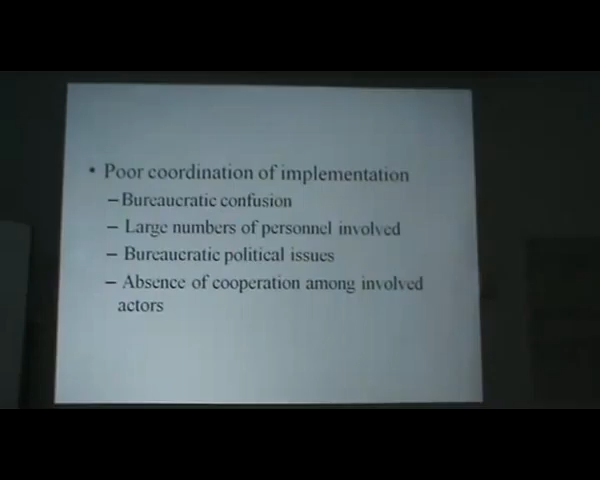 • Poor coordination of implementation
– Bureaucratic confusion
– Large numbers of personnel involved
– Bureaucratic political issues
– Absence of cooperation among involved
actors